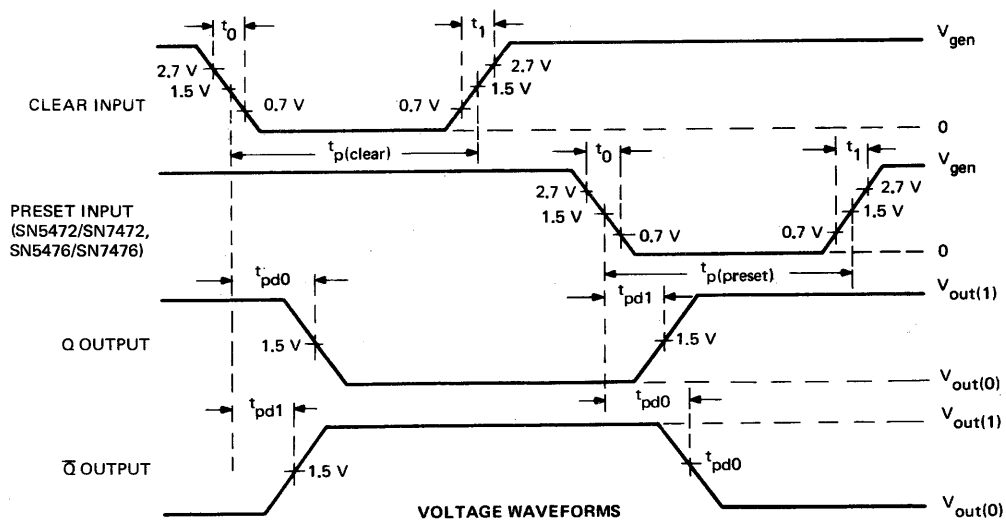 t0
t1
Vgen
2.7 V
2.7 V
1.5 V
1.5 V
CLEAR INPUT
0.7 V
0.7 V
0
tp(clear)
t0
t1
Vgen
2.7 V
2.7 V
PRESET INPUT
(SN5472/SN7472,
SN5476/SN7476)
1.5 V
1.5 V
0.7 V
0.7 V
0
tpd0
tp(preset)
tpd1
Vout(1)
Q OUTPUT
1.5 V
1.5 V
Vout(0)
tpd1
tpd0
Vout(1)
Q̅ OUTPUT
1.5 V
tpd0
Vout(0)
VOLTAGE WAVEFORMS